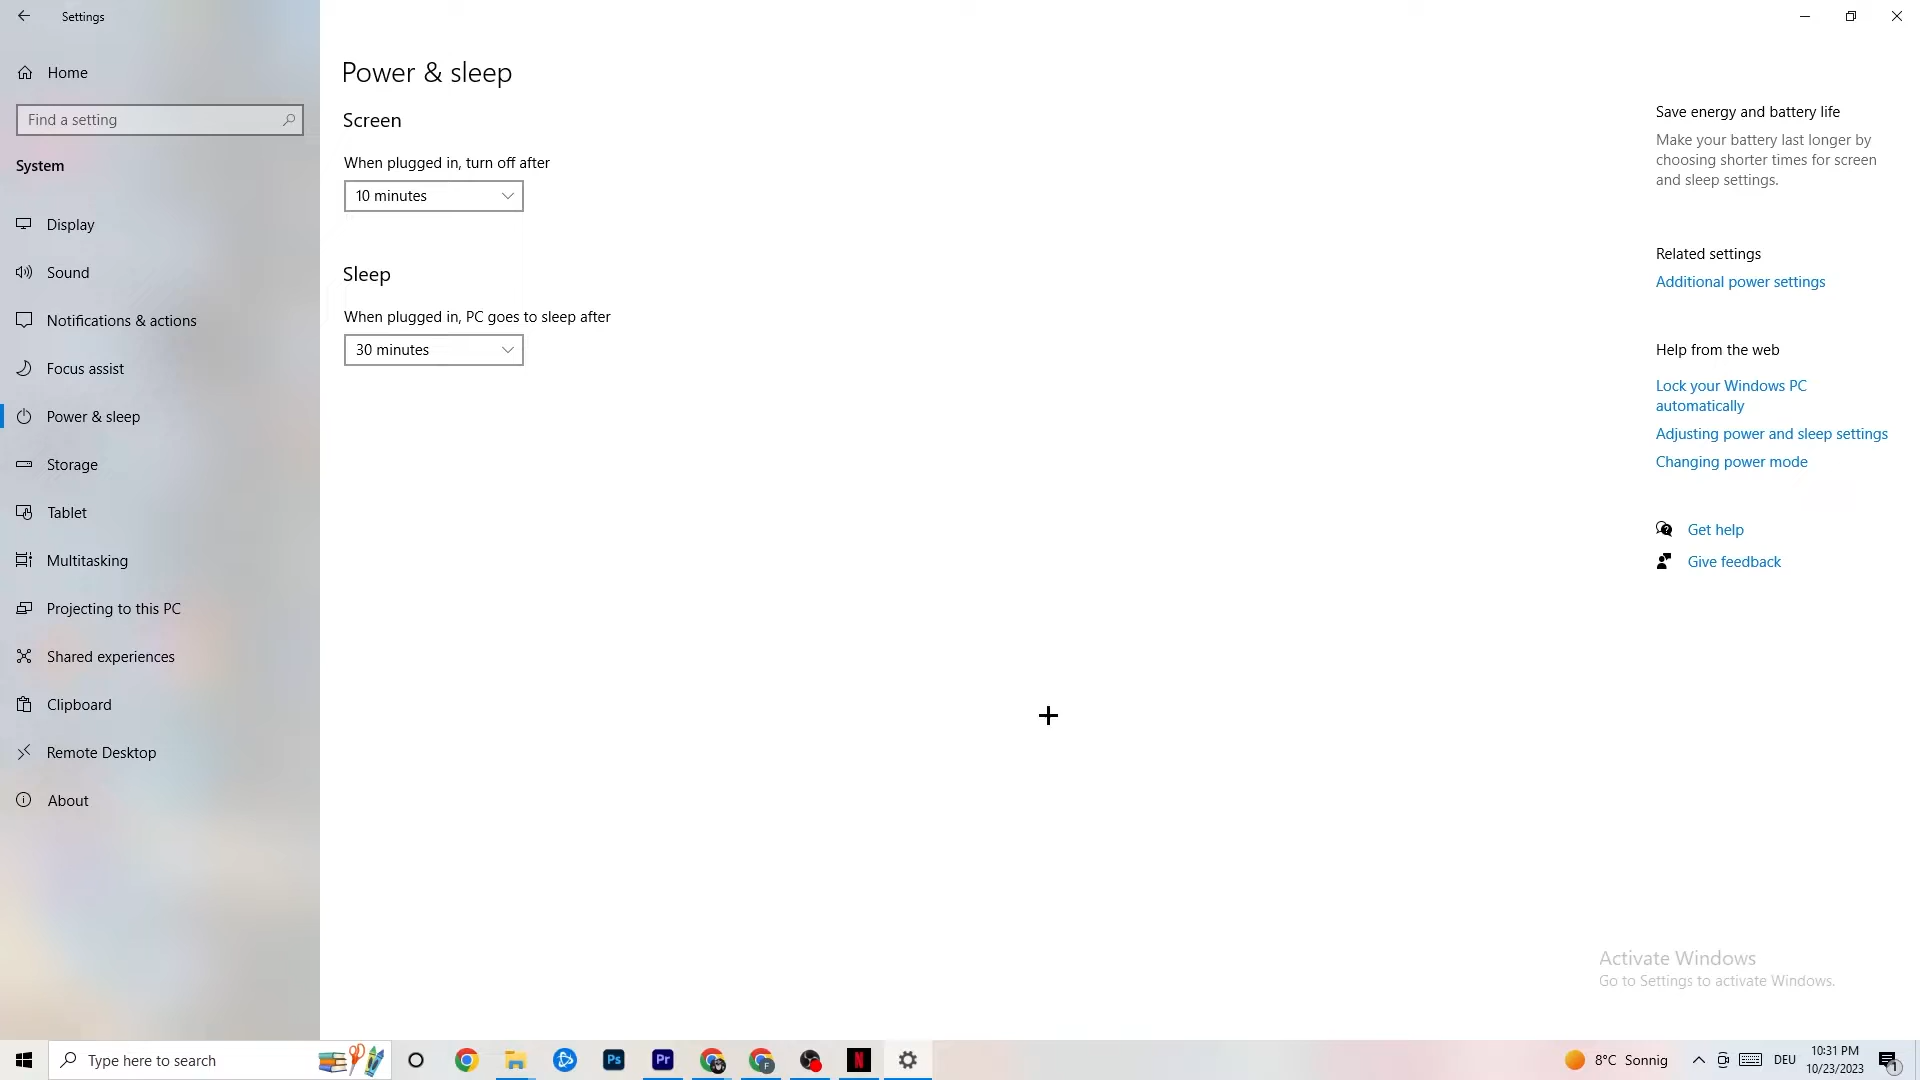 Settings
Home
Find a setting
System
Display
Sound
Notifications & actions
Focus assist
Power & sleep
Storage
Tablet
Multitasking
Projecting to this PC
Shared experiences
Clipboard
Remote Desktop
About
Power & sleep
Screen
When plugged in, turn off after
10 minutes
Sleep
When plugged in, PC goes to sleep after
30 minutes
Save energy and battery life
Make your battery last longer by
choosing shorter times for screen
and sleep settings.
Related settings
Additional power settings
Help from the web
Lock your Windows PC
automatically
Adjusting power and sleep settings
Changing power mode
Get help
Give feedback
Activate Windows
Go to Settings to activate Windows.
Type here to search
Ps
Pr
F
N
8°C Sonnig
DEU
10:31 PM
10/23/2023
1